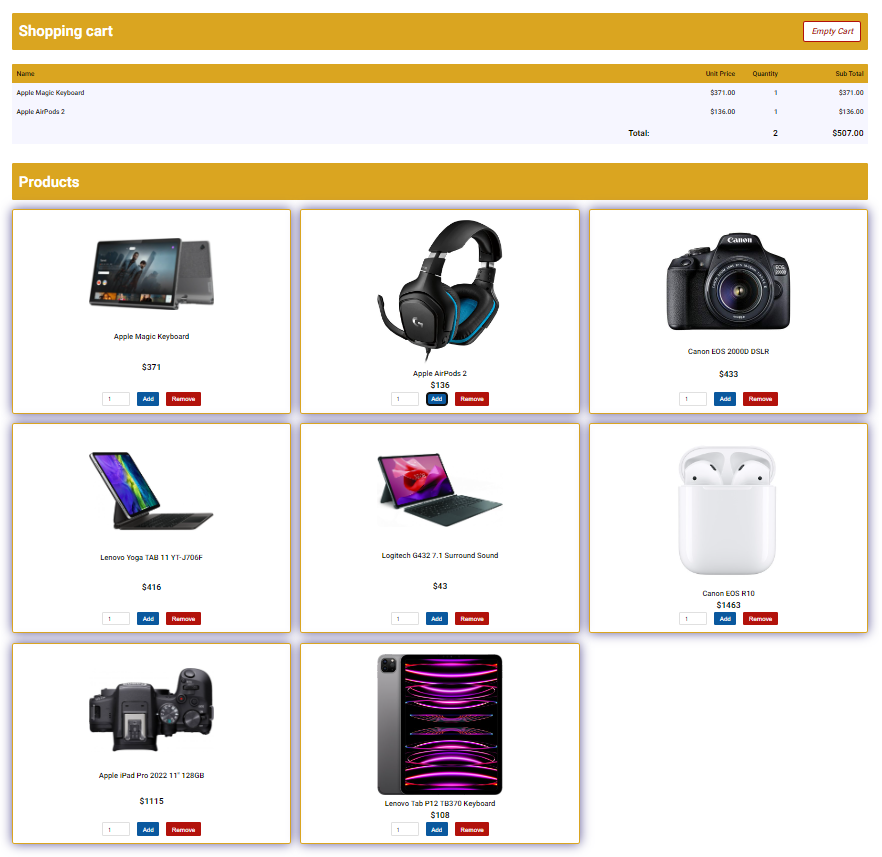 Shopping cart
Empty Cart
Name Unit Price Quantity Sub Total
Apple Magic Keyboard $371.00 1 $371.00
Apple AirPods 2 $136.00 1 $136.00
Total: 2 $507.00
Products
Apple Magic Keyboard
$371
1 Add Remove
Apple AirPods 2
$136
1 Add Remove
Canon
EOS 2000D
Canon EOS 2000D DSLR
$433
1 Add Remove
Lenovo Yoga TAB 11 YT-J706F
$416
1 Add Remove
Logitech G432 7.1 Surround Sound
$43
1 Add Remove
Canon EOS R10
$1463
1 Add Remove
Apple iPad Pro 2022 11" 128GB
$1115
1 Add Remove
Lenovo Tab P12 TB370 Keyboard
$108
1 Add Remove